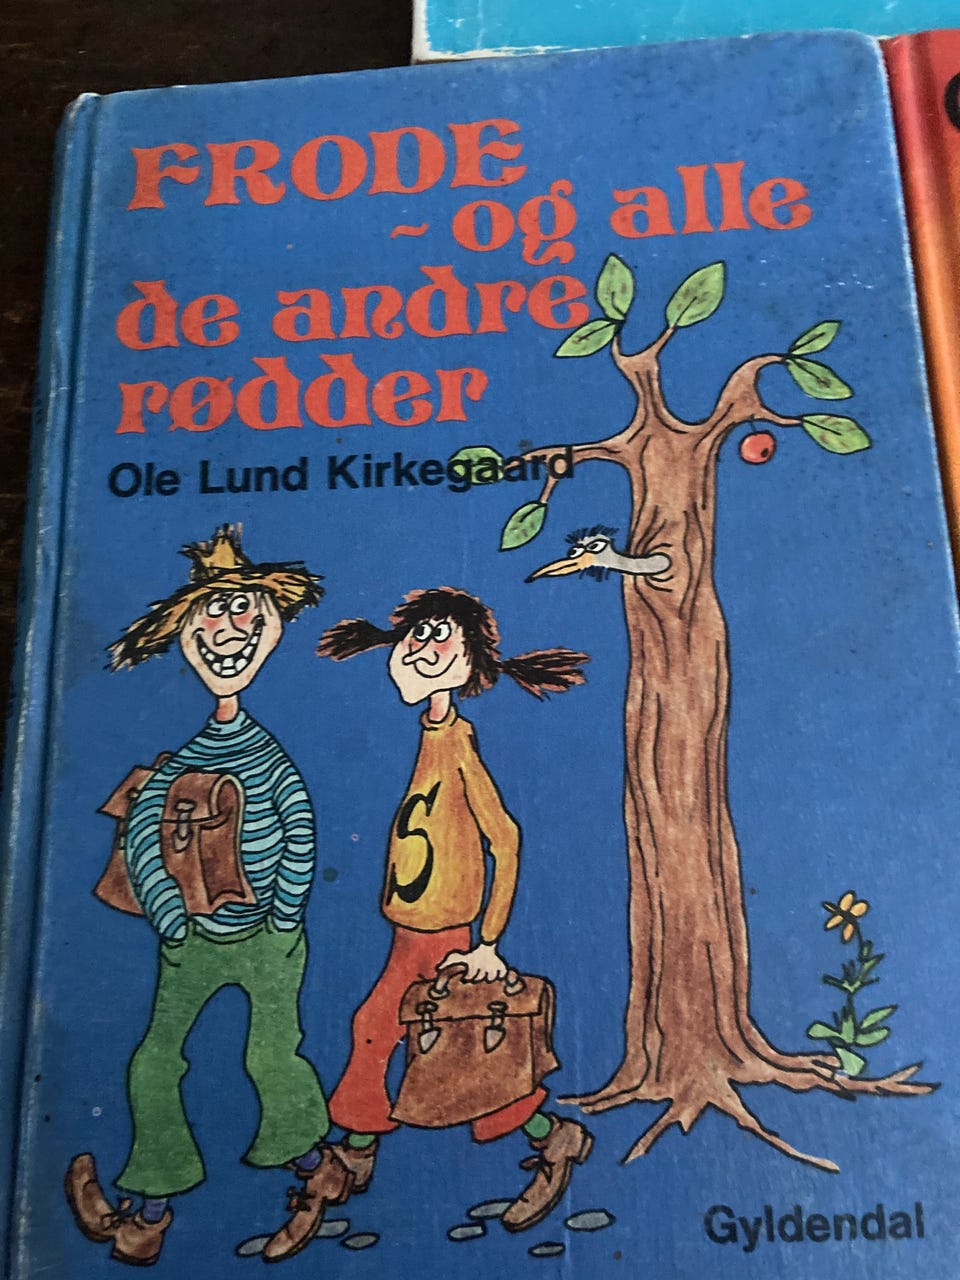 FRODE
~ og alle
de andre
rødder
Ole Lund Kirkegaard
S
Gyldendal